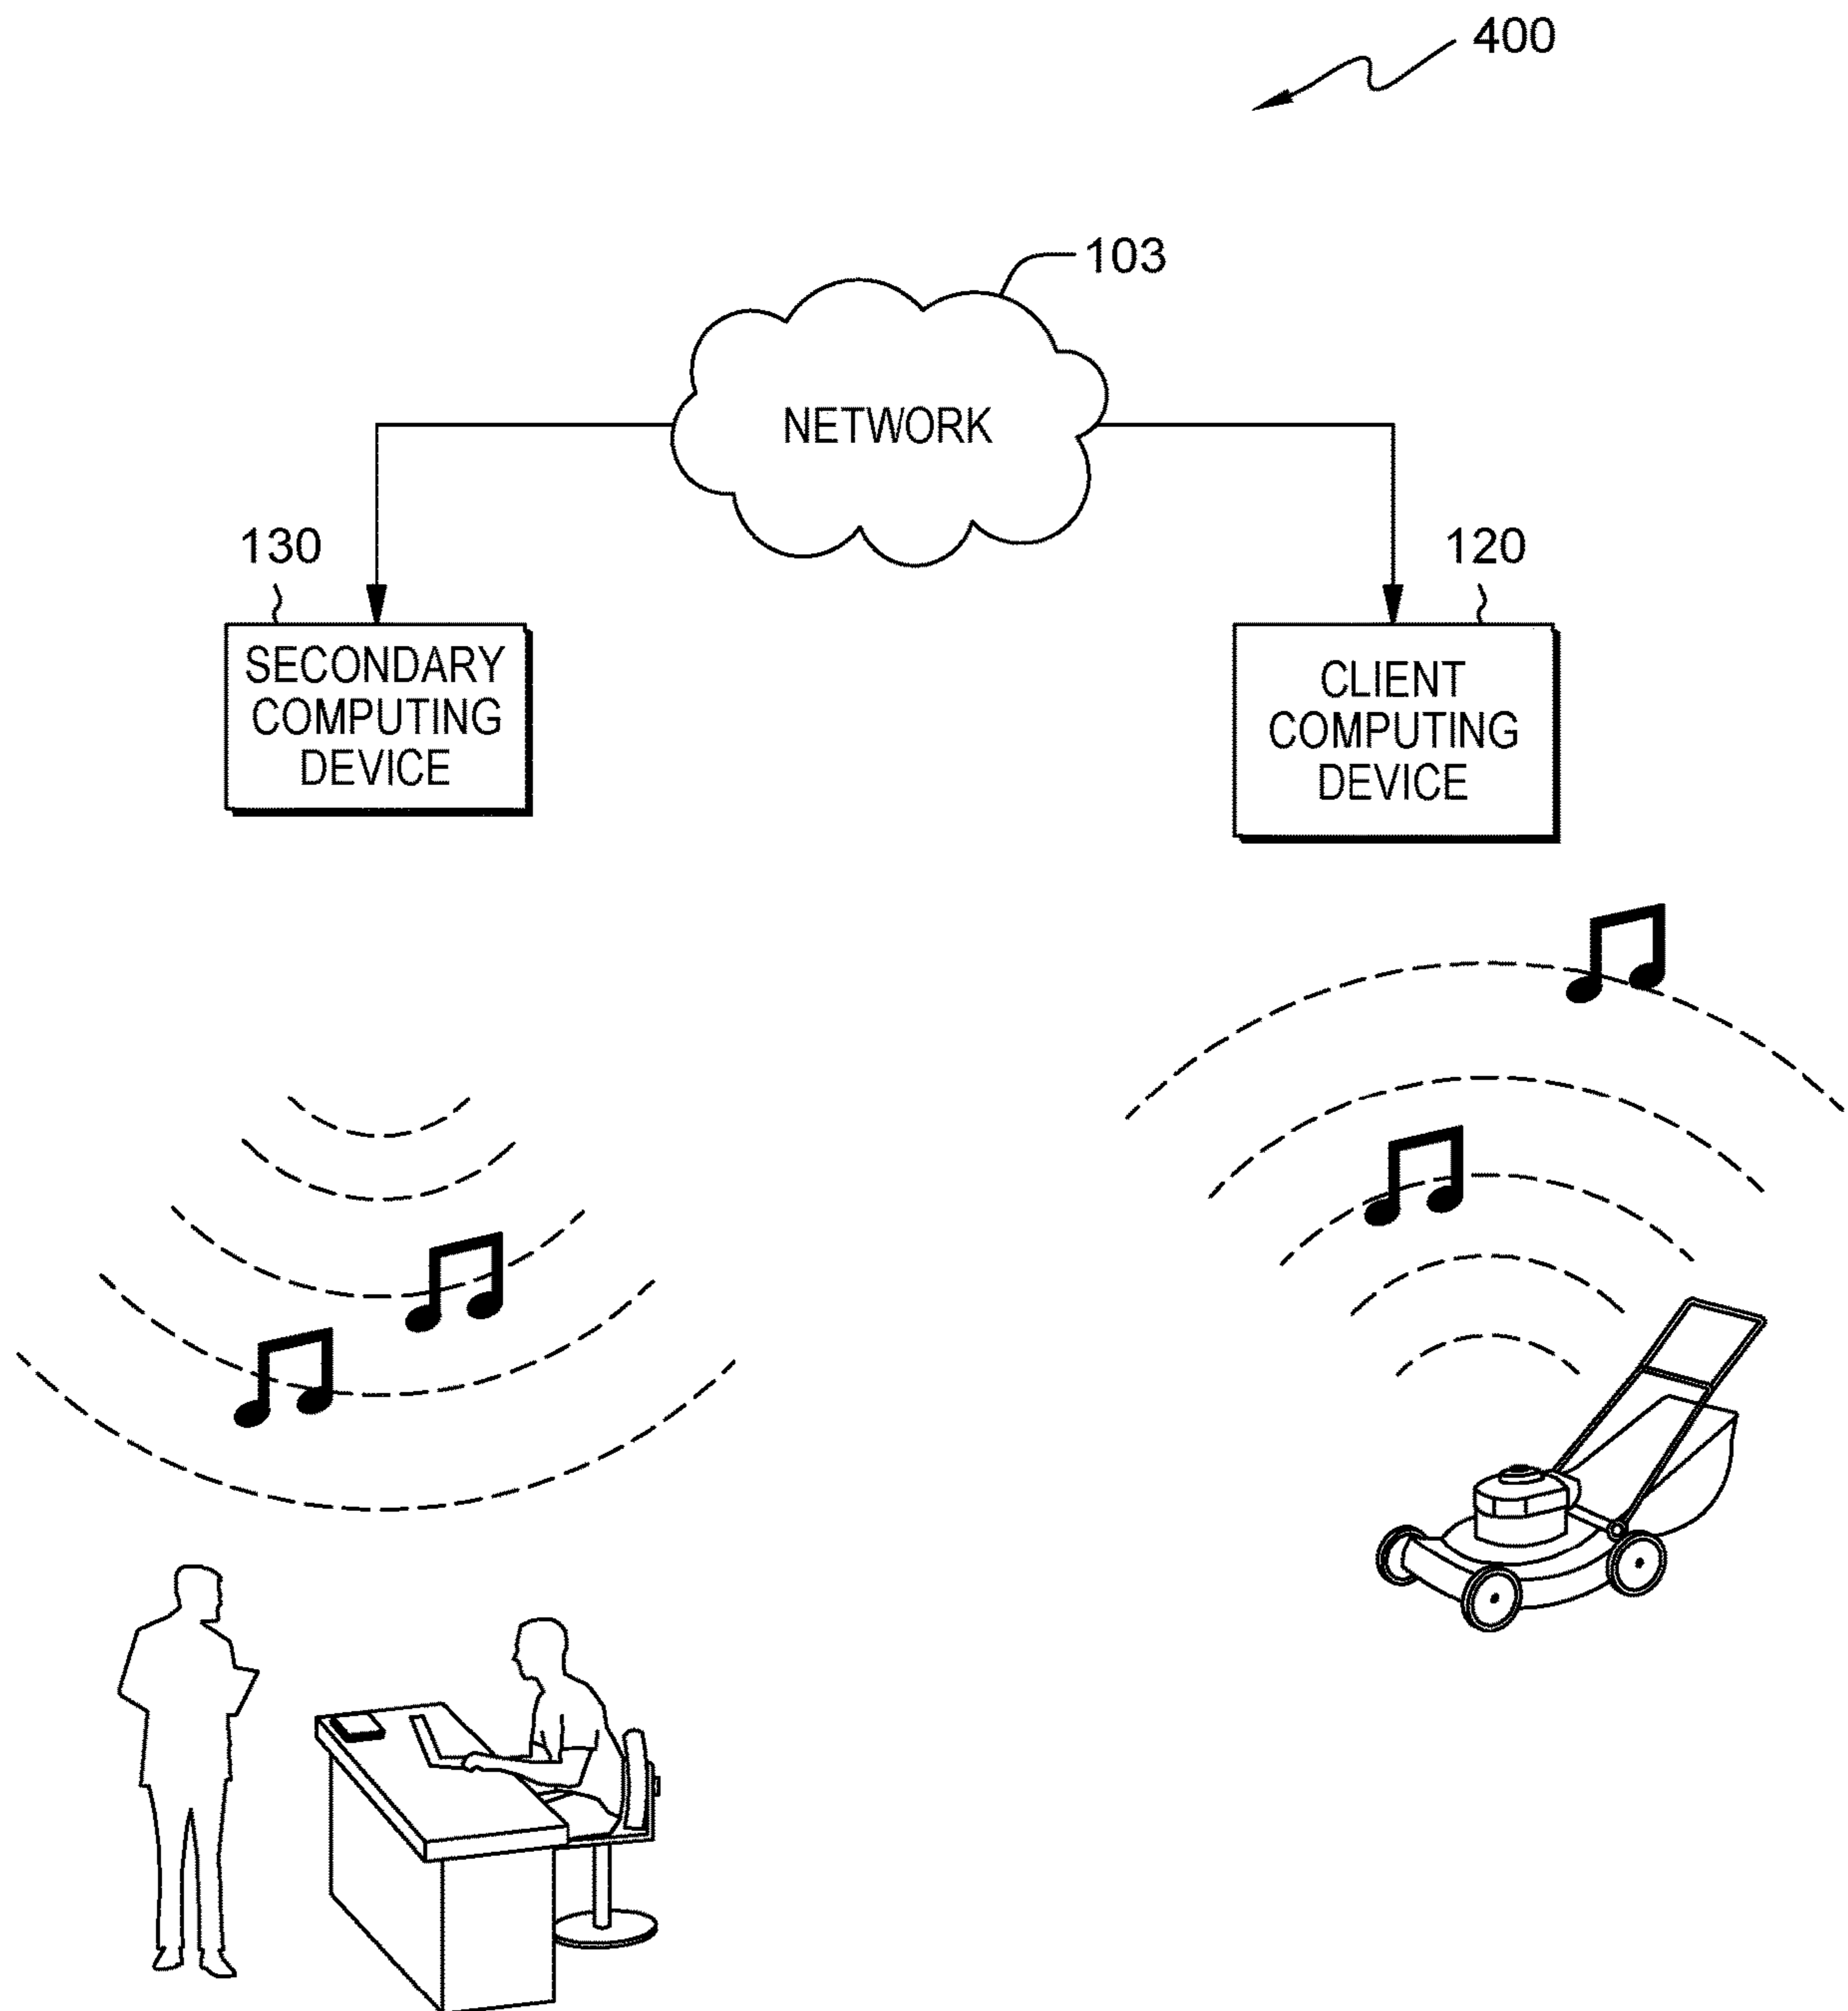 400
103
NETWORK
130
120
SECONDARY
COMPUTING
DEVICE
CLIENT
COMPUTING
DEVICE